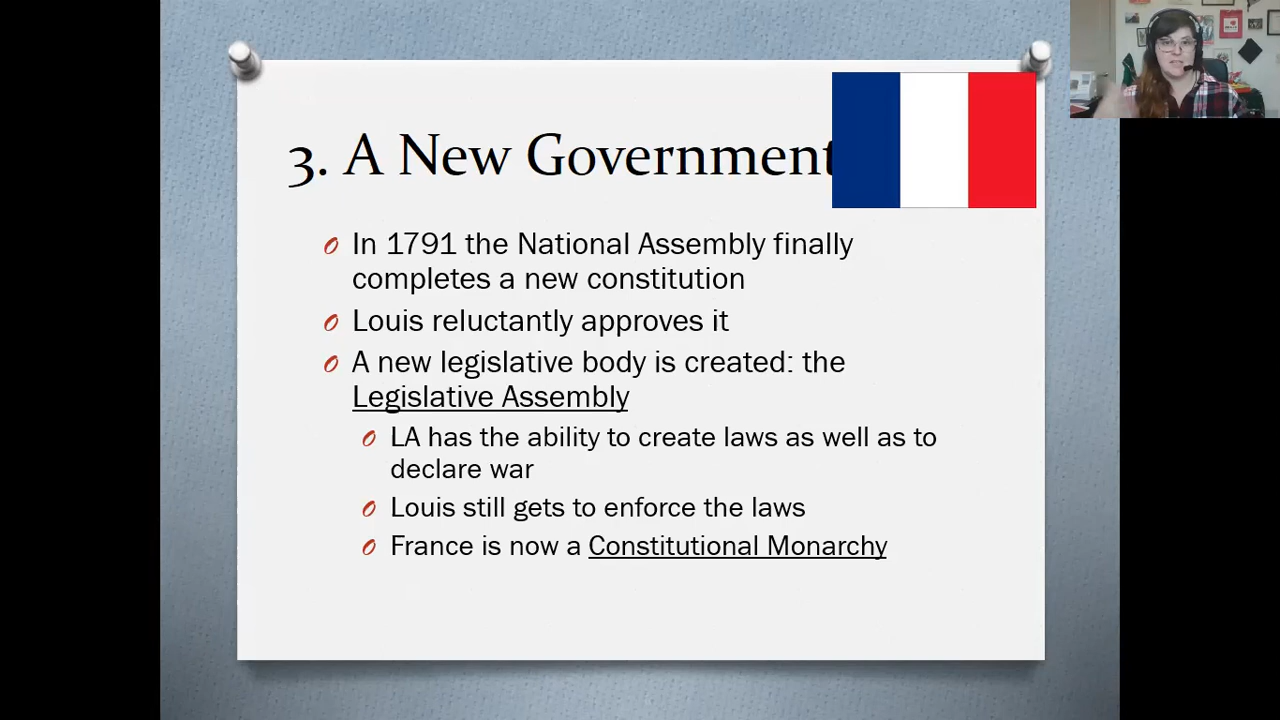 3. A New Government
In 1791 the National Assembly finally
completes a new constitution
Louis reluctantly approves it
A new legislative body is created: the
Legislative Assembly
LA has the ability to create laws as well as to
declare war
Louis still gets to enforce the laws
France is now a Constitutional Monarchy